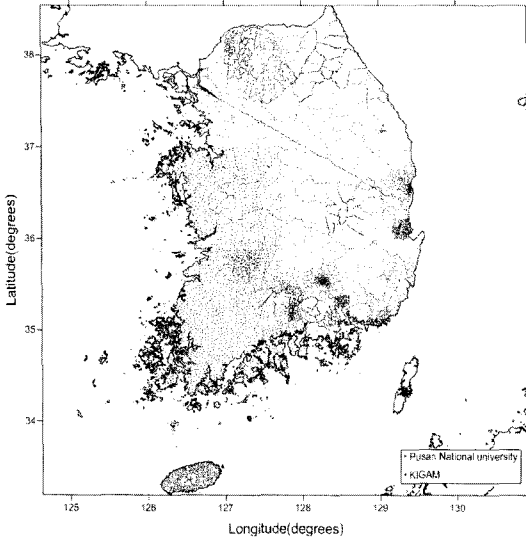 38
37
36
35
34
Latitude(degrees)
125
126
127
128
129
130
Longitude(degrees)
Pusan National university
KIGAM